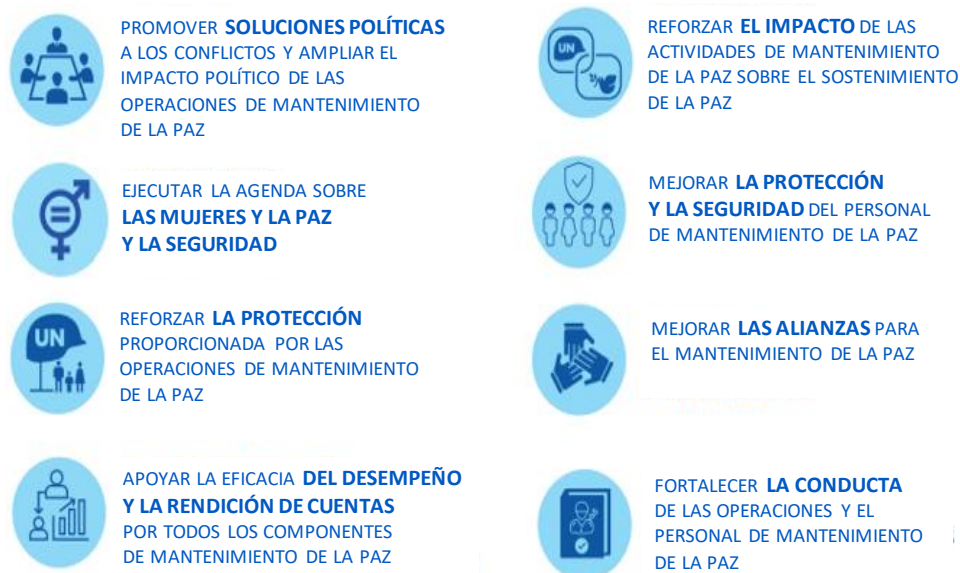 PROMOVER SOLUCIONES POLÍTICAS
A LOS CONFLICTOS Y AMPLIAR EL
IMPACTO POLÍTICO DE LAS
OPERACIONES DE MANTENIMIENTO
DE LA PAZ
EJECUTAR LA AGENDA SOBRE
LAS MUJERES Y LA PAZ
Y LA SEGURIDAD
UN
REFORZAR LA PROTECCIÓN
PROPORCIONADA POR LAS
OPERACIONES DE MANTENIMIENTO
DE LA PAZ
APOYAR LA EFICACIA DEL DESEMPEÑO
Y LA RENDICIÓN DE CUENTAS
POR TODOS LOS COMPONENTES
DE MANTENIMIENTO DE LA PAZ
UN
REFORZAR EL IMPACTO DE LAS
ACTIVIDADES DE MANTENIMIENTO
DE LA PAZ SOBRE EL SOSTENIMIENTO
DE LA PAZ
MEJORAR LA PROTECCIÓN
Y LA SEGURIDAD DEL PERSONAL
DE MANTENIMIENTO DE LA PAZ
MEJORAR LAS ALIANZAS PARA
EL MANTENIMIENTO DE LA PAZ
FORTALECER LA CONDUCTA
DE LAS OPERACIONES Y EL
PERSONAL DE MANTENIMIENTO
DE LA PAZ